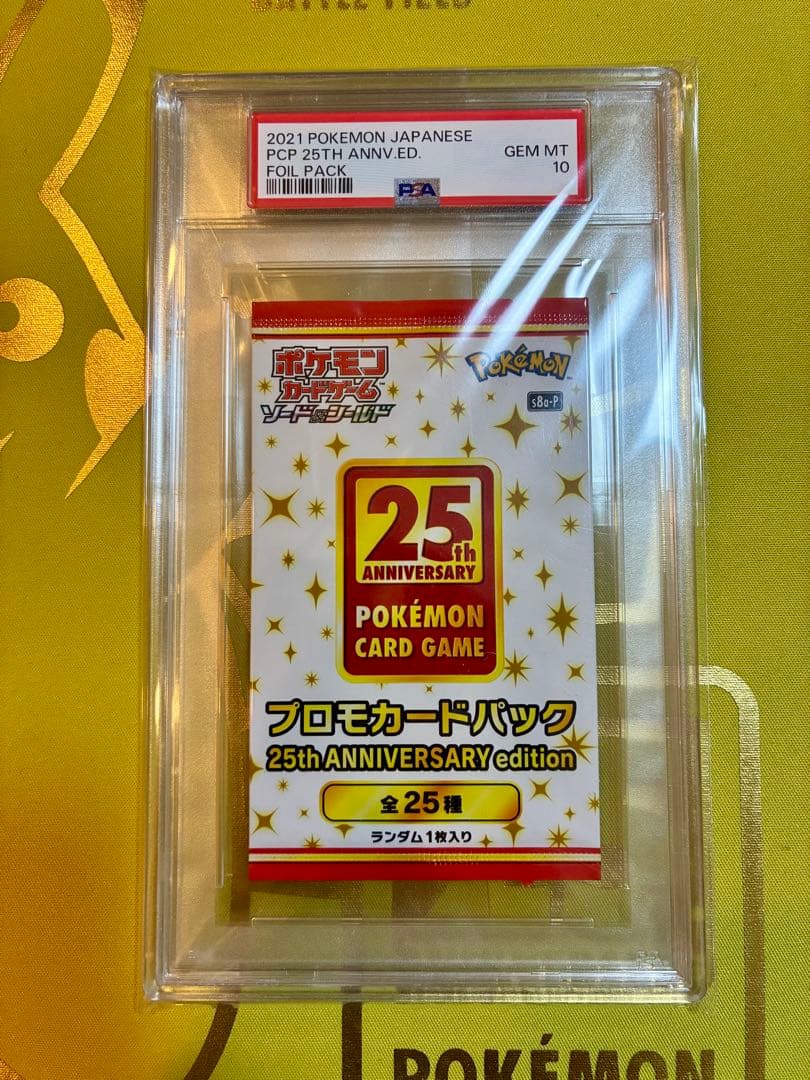 BATTLE FIELD
2021 POKEMON JAPANESE
PCP 25TH ANNV.ED.
GEM MT
FOIL PACK
10
PSA
ポケモン
カードゲーム
ソード&シールド
POKéMON
s8a-P
25th
ANNIVERSARY
POKÉMON
CARD GAME
プロモカードパック
25th ANNIVERSARY edition
全25種
ランダム1枚入り
POKÉMON